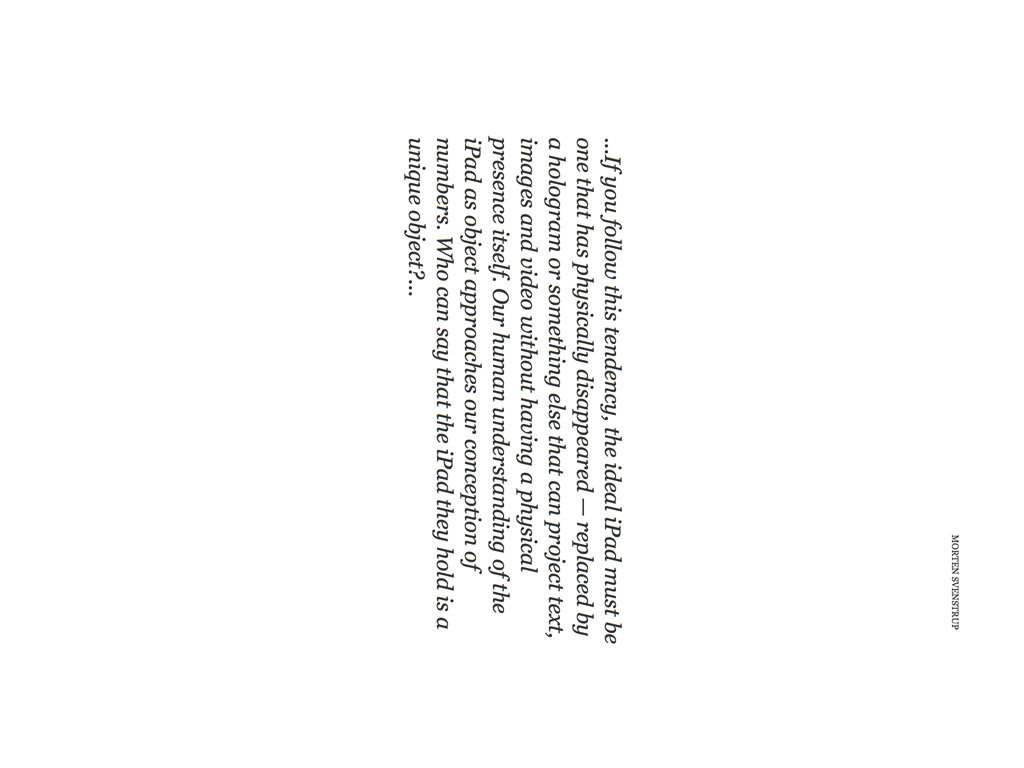 MORTEN SVENSTRUP
...If you follow this tendency, the ideal iPad must be
one that has physically disappeared — replaced by
a hologram or something else that can project text,
images and video without having a physical
presence itself. Our human understanding of the
iPad as object approaches our conception of
numbers. Who can say that the iPad they hold is a
unique object?...